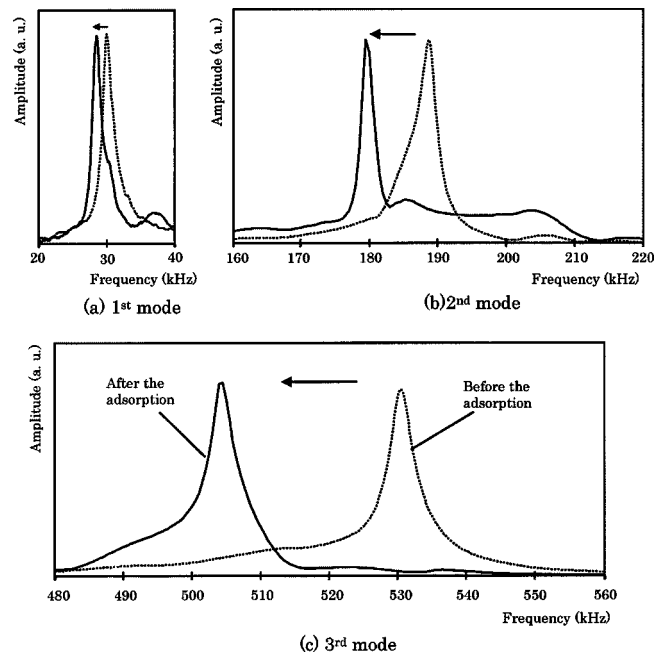 Amplitude (a. u.)
20 30 40
Frequency (kHz)
(a) 1st mode
Amplitude (a. u.)
160 170 180 190 200 210 220
Frequency (kHz)
(b)2nd mode
Amplitude (a. u.)
After the
adsorption
Before the
adsorption
480 490 500 510 520 530 540 550 560
Frequency (kHz)
(c) 3rd mode